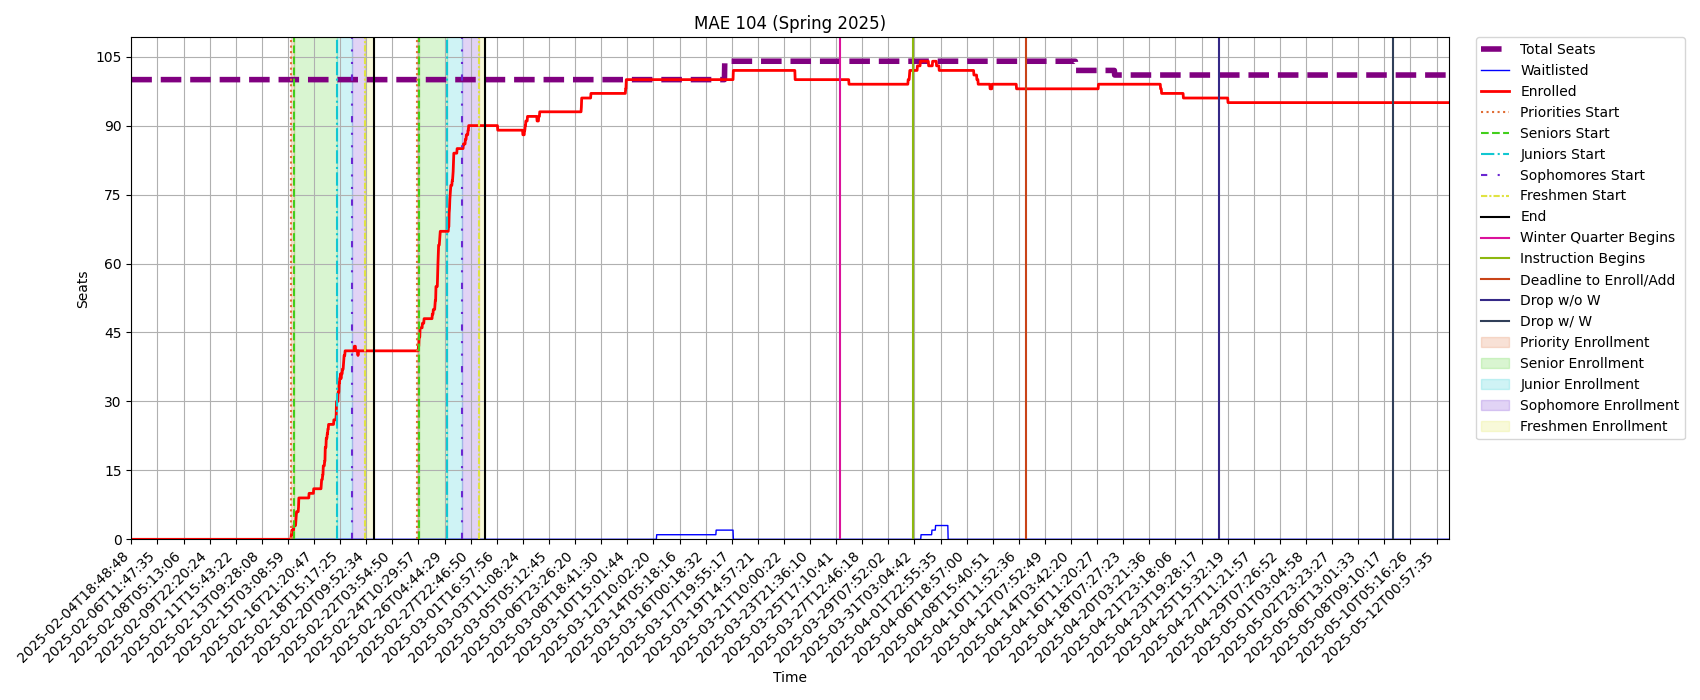 MAE 104 (Spring 2025)
Seats
105
90
75
60
45
30
15
0
2025-02-04T18:48:48
2025-02-06T11:47:35
2025-02-08T05:13:06
2025-02-09T22:20:24
2025-02-11T15:43:22
2025-02-13T09:28:08
2025-02-15T03:08:59
2025-02-16T21:20:47
2025-02-18T15:17:25
2025-02-20T09:52:34
2025-02-22T03:54:50
2025-02-24T10:29:57
2025-02-26T04:44:29
2025-02-27T22:46:50
2025-03-01T16:57:56
2025-03-03T11:08:24
2025-03-05T05:12:45
2025-03-06T23:26:20
2025-03-08T18:41:30
2025-03-10T15:01:44
2025-03-12T10:02:20
2025-03-14T05:18:16
2025-03-16T00:18:32
2025-03-17T19:55:17
2025-03-19T14:57:21
2025-03-21T10:00:22
2025-03-23T21:36:10
2025-03-25T17:10:41
2025-03-27T12:46:18
2025-03-29T07:52:02
2025-03-31T03:04:42
2025-04-01T22:55:35
2025-04-06T18:57:00
2025-04-08T15:40:51
2025-04-10T11:52:36
2025-04-12T07:52:49
2025-04-14T03:42:20
2025-04-16T11:20:27
2025-04-18T07:27:23
2025-04-20T03:21:36
2025-04-21T23:18:06
2025-04-23T19:28:17
2025-04-25T15:32:19
2025-04-27T11:21:57
2025-04-29T07:26:52
2025-05-01T03:04:58
2025-05-02T23:23:27
2025-05-06T13:01:33
2025-05-08T09:10:17
2025-05-10T05:16:26
2025-05-12T00:57:35
Time
Total Seats
Waitlisted
Enrolled
Priorities Start
Seniors Start
Juniors Start
Sophomores Start
Freshmen Start
End
Winter Quarter Begins
Instruction Begins
Deadline to Enroll/Add
Drop w/o W
Drop w/ W
Priority Enrollment
Senior Enrollment
Junior Enrollment
Sophomore Enrollment
Freshmen Enrollment